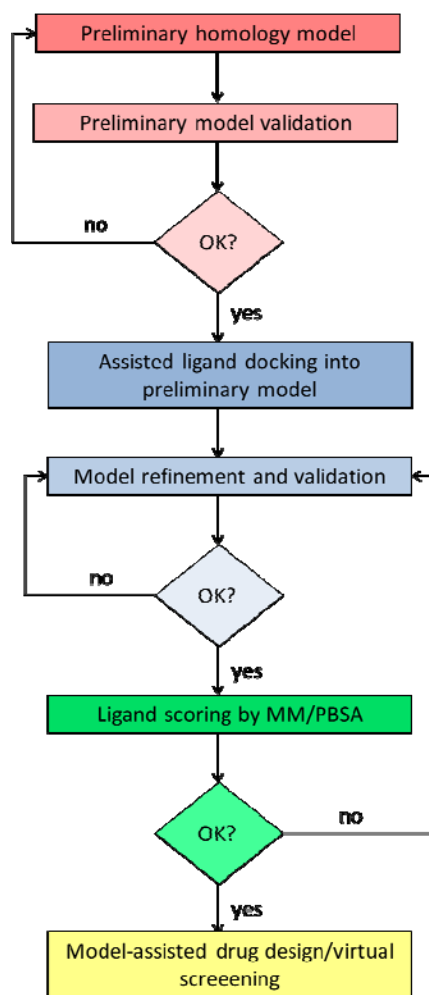 Preliminary homology model
Preliminary model validation
OK?
no
yes
Assisted ligand docking into
preliminary model
Model refinement and validation
OK?
no
yes
Ligand scoring by MM/PBSA
OK?
no
yes
Model-assisted drug design/virtual
screeening